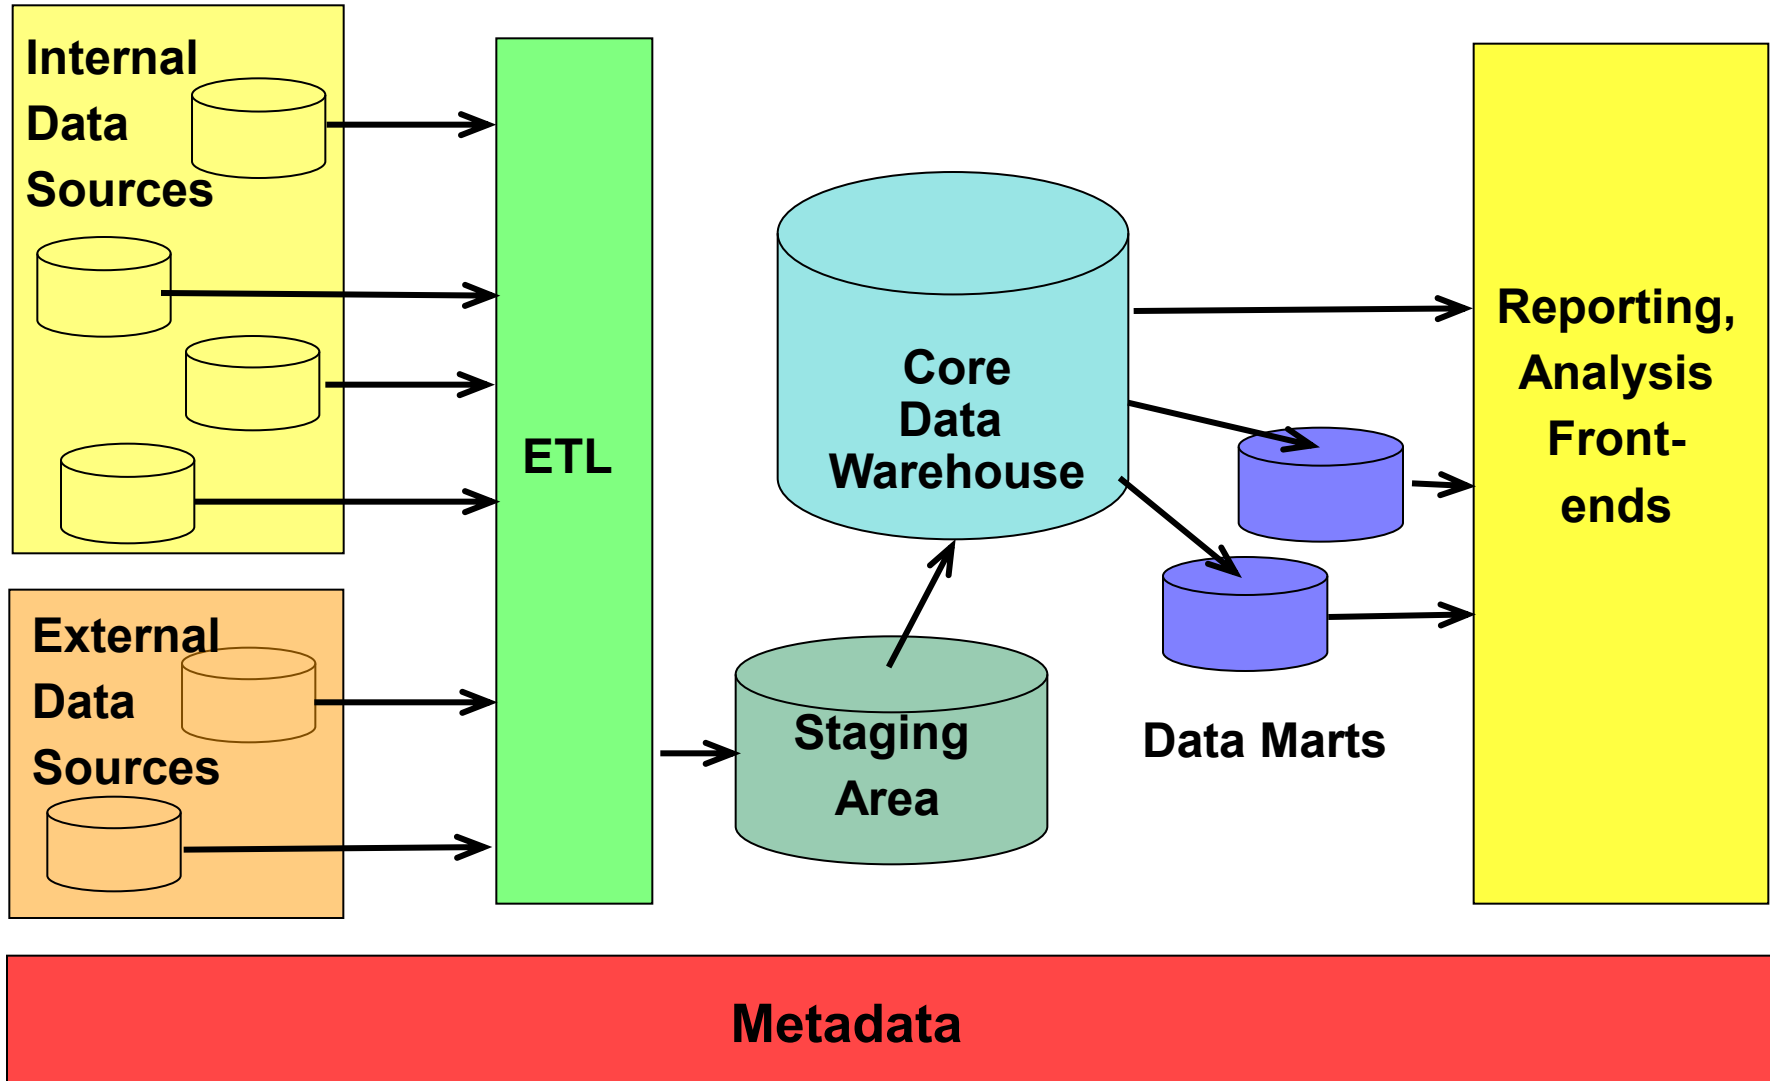 Internal
Data
Sources
External
Data
Sources
ETL
Core
Data
Warehouse
Staging
Area
Data Marts
Reporting,
Analysis
Front-
ends
Metadata